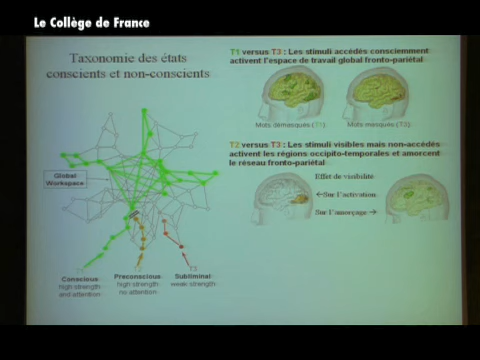 Le Collège de France
Taxonomie des états
conscients et non-conscients
T1 versus T3 : Les stimuli accédés consciemment
activent l'espace de travail global fronto-pariétal
Mots démasqués (T1)
Mots masqués (T3)
T2 versus T3 : Les stimuli visibles mais non-accédés
activent les régions occipito-temporales et amorcent
le réseau fronto-pariétal
Effet de visibilité
←Sur l'activation
Sur l'amorçage →
Global
Workspace
T1
T2
T3
Conscious
high strength
and attention
Preconscious
high strength
no attention
Subliminal
weak strength